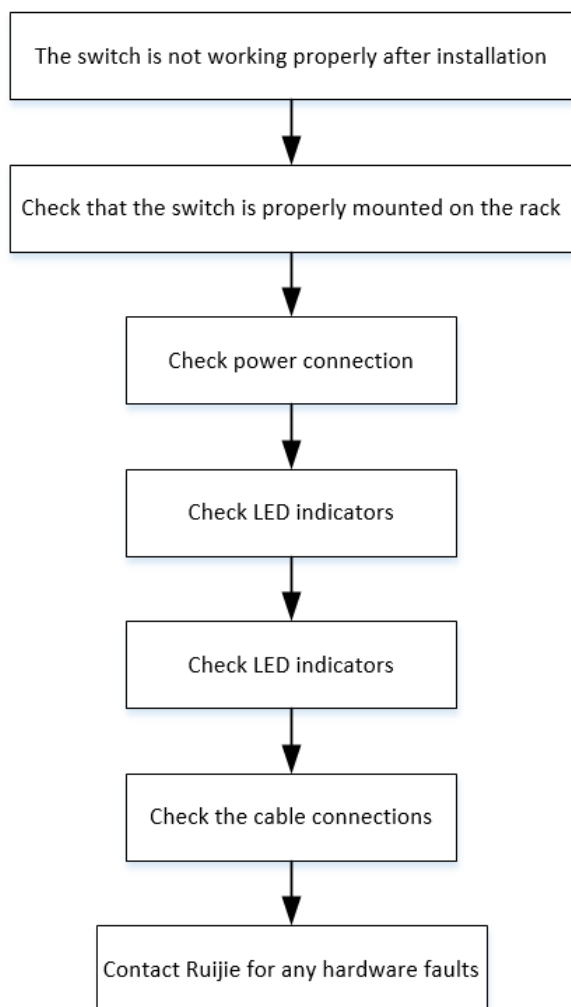 The switch is not working properly after installation
Check that the switch is properly mounted on the rack
Check power connection
Check LED indicators
Check LED indicators
Check the cable connections
Contact Ruijie for any hardware faults